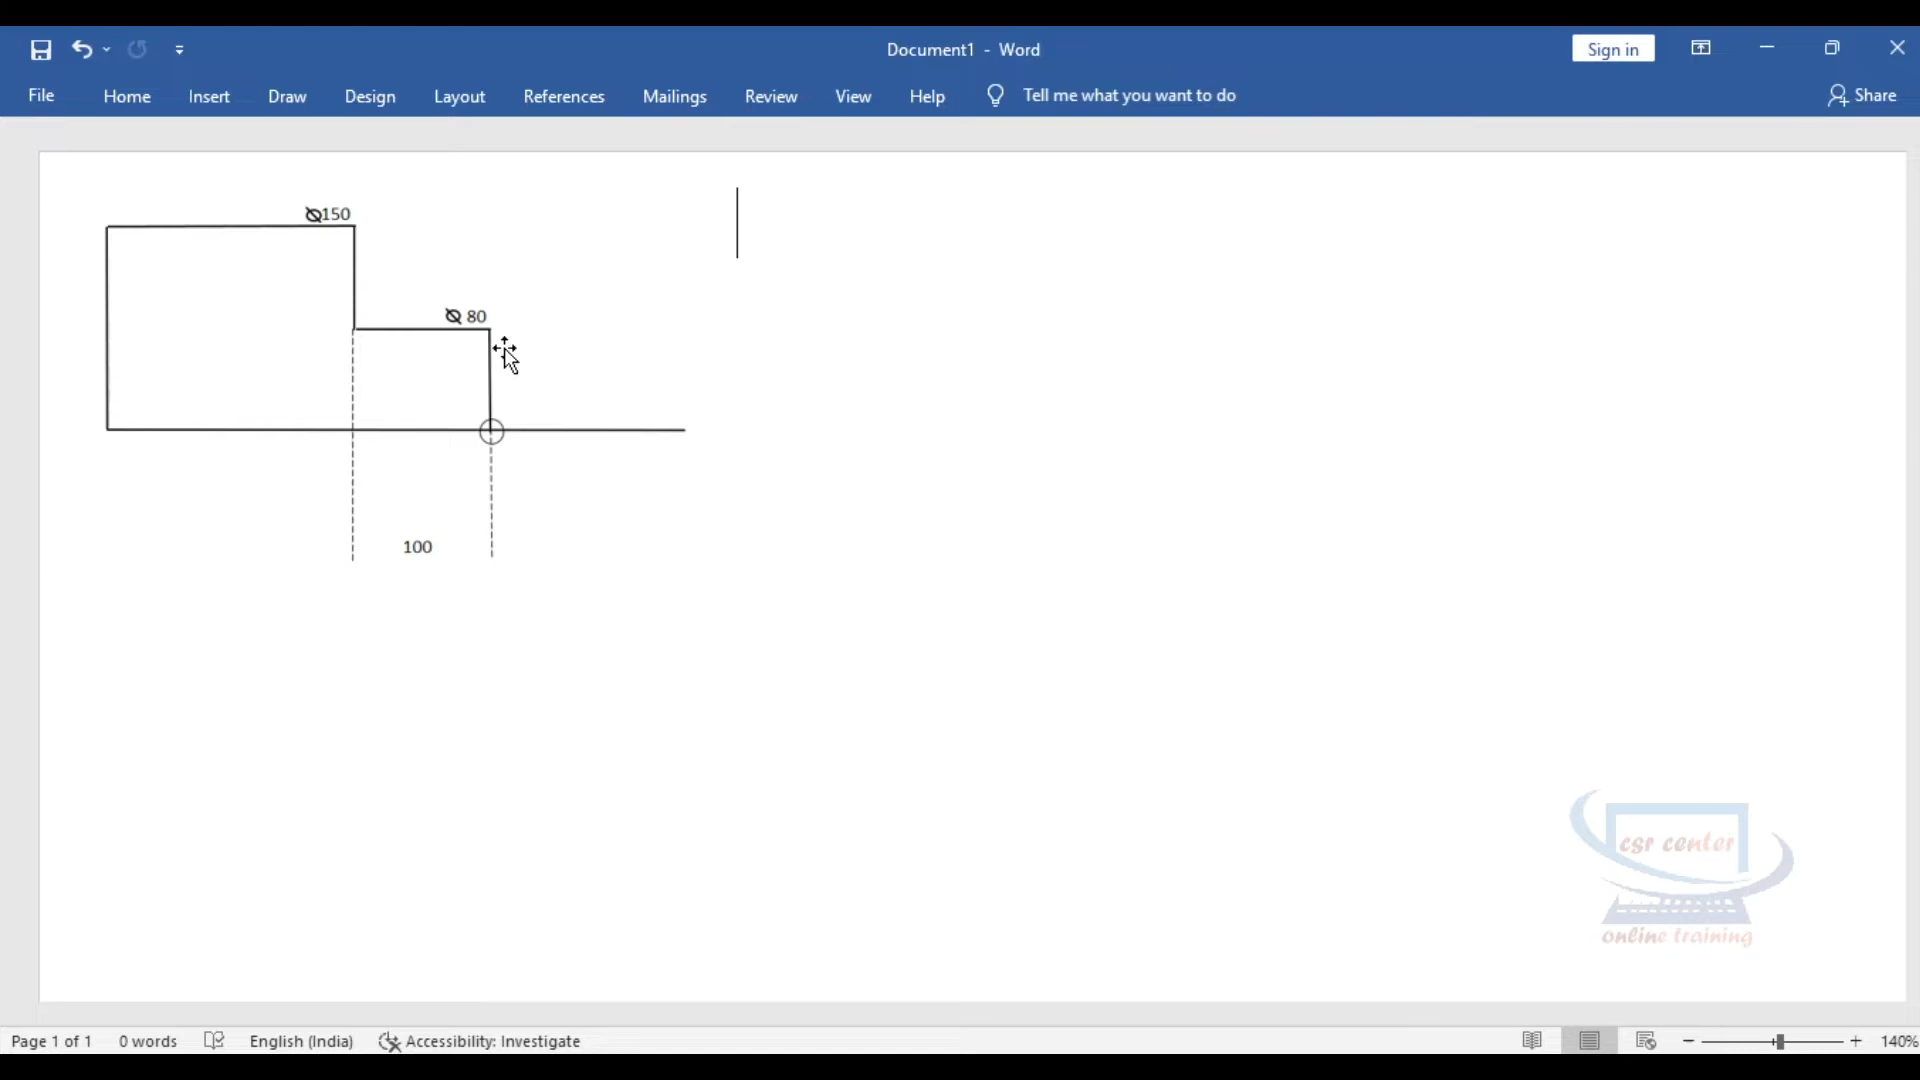 Document1 - Word
Sign in
File Home Insert Draw Design Layout References Mailings Review View Help Tell me what you want to do Share
Ø150
Ø 80
100
csr center
online training
Page 1 of 1 0 words English (India) Accessibility: Investigate 140%